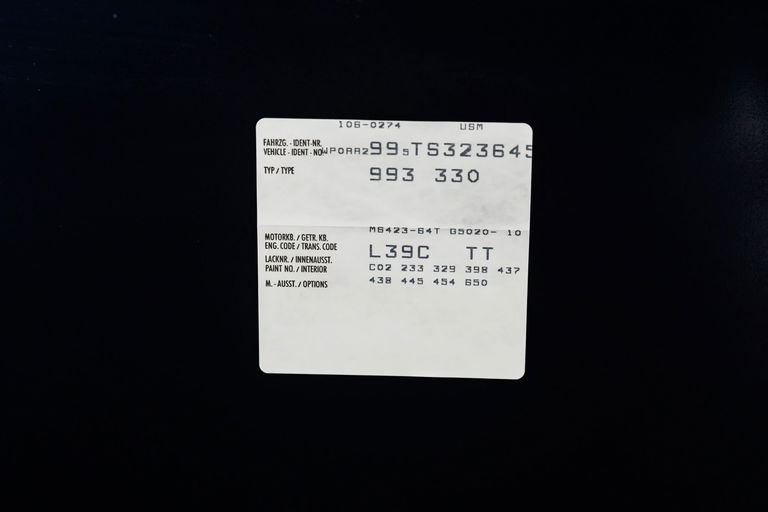 106-0274 USM
FAHRZG. - IDENT-NR.
VEHICLE - IDENT - NO. WP0AA299sTS323645
TYP / TYPE 993 330
M6423-64T G5020- 10
MOTORKB. / GETR. KB.
ENG. CODE / TRANS. CODE L39C TT
LACKNR. / INNENAUSST.
PAINT NO. / INTERIOR C02 233 329 398 437
M. - AUSST. / OPTIONS 438 445 454 650